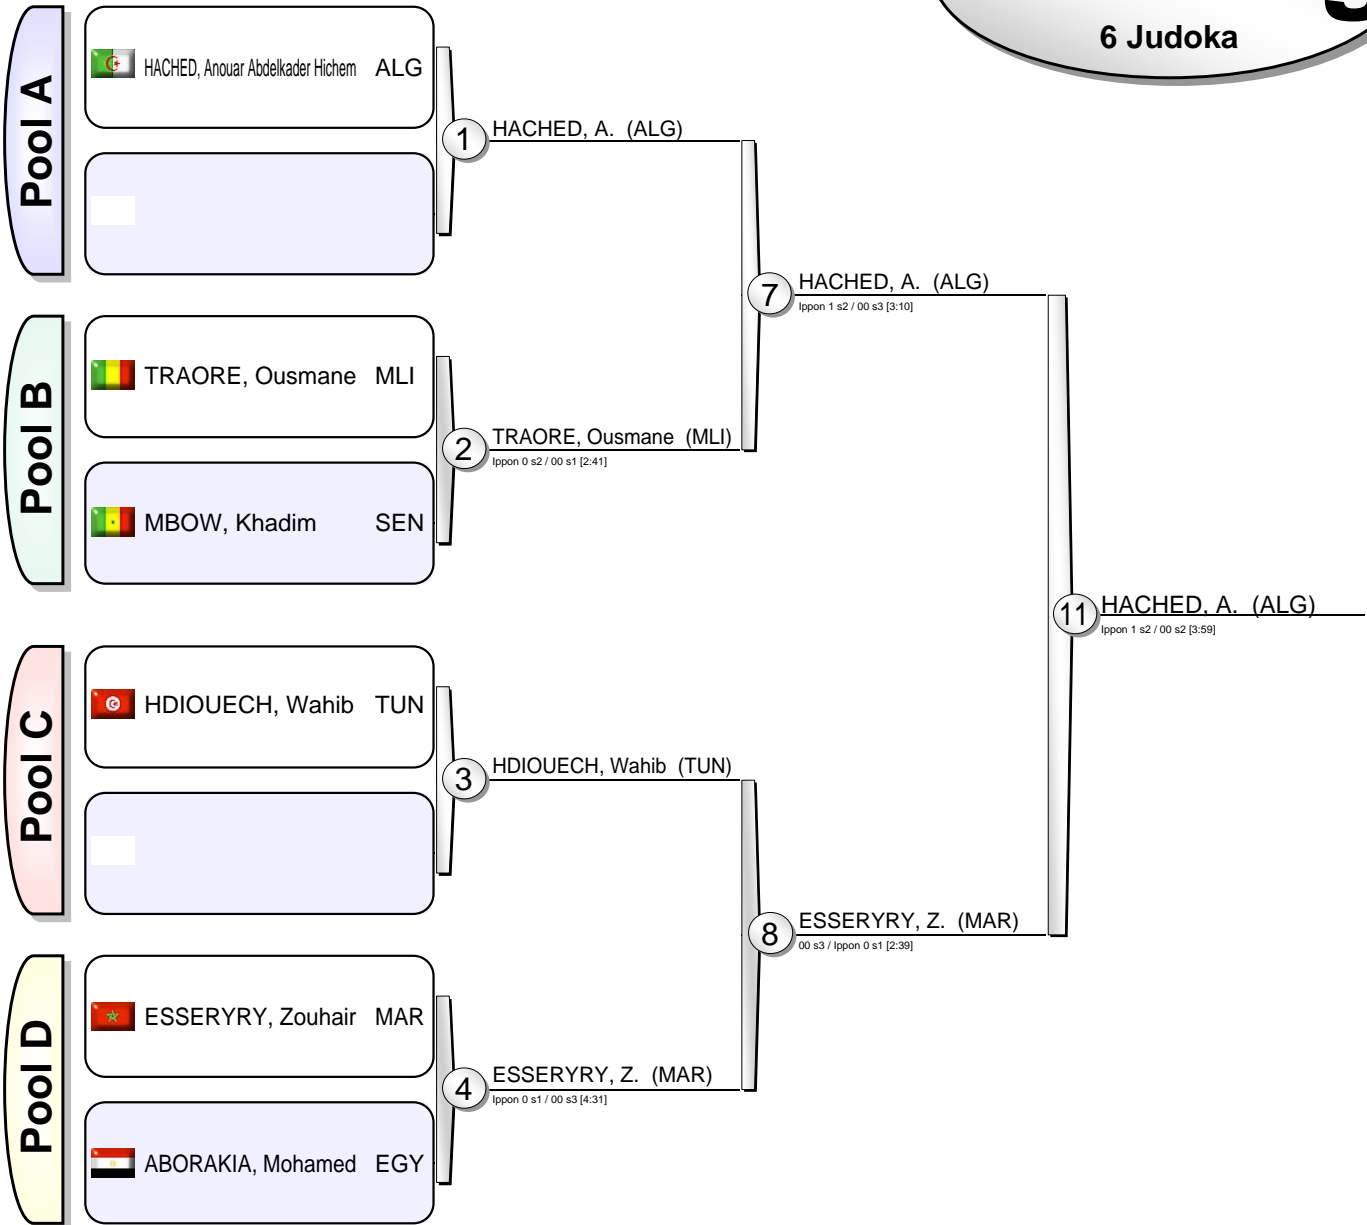 6 Judoka
Pool A
HACHED, Anouar Abdelkader Hichem ALG
1
HACHED, A. (ALG)
7
HACHED, A. (ALG)
Ippon 1 s2 / 00 s3 [3:10]
Pool B
TRAORE, Ousmane MLI
2
TRAORE, Ousmane (MLI)
Ippon 0 s2 / 00 s1 [2:41]
MBOW, Khadim SEN
11
HACHED, A. (ALG)
Ippon 1 s2 / 00 s2 [3:59]
Pool C
HDIOUECH, Wahib TUN
3
HDIOUECH, Wahib (TUN)
8
ESSERYRY, Z. (MAR)
00 s3 / Ippon 0 s1 [2:39]
Pool D
ESSERYRY, Zouhair MAR
4
ESSERYRY, Z. (MAR)
Ippon 0 s1 / 00 s3 [4:31]
ABORAKIA, Mohamed EGY